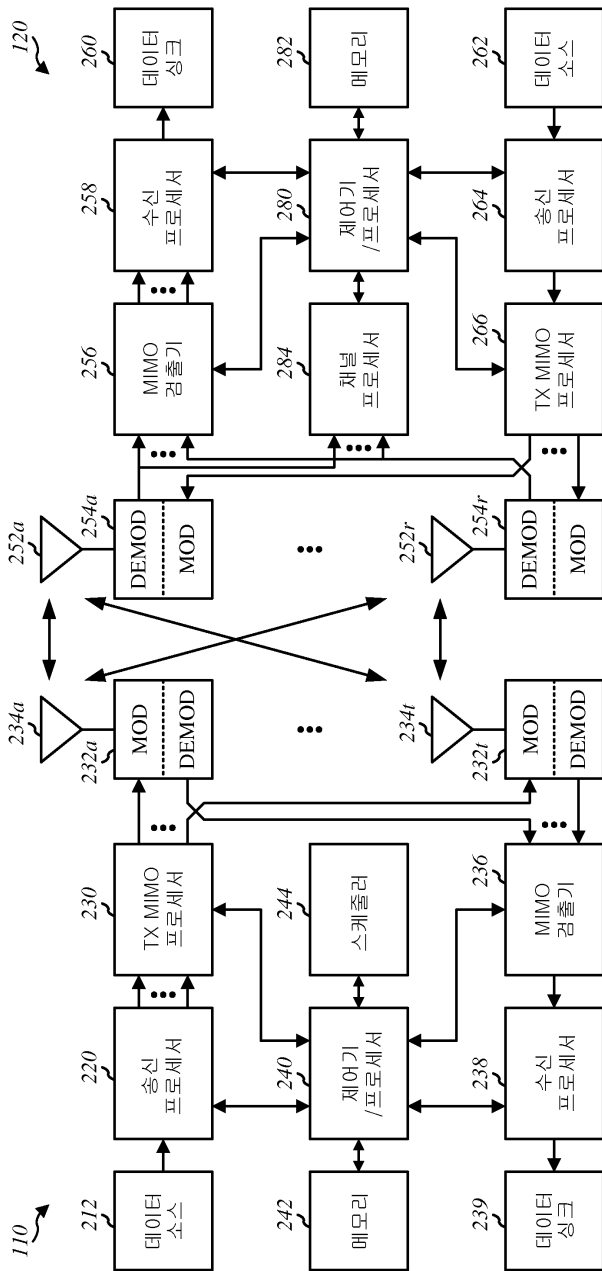 110
212
데이터
소스
220
송신
프로세서
230
TX MIMO
프로세서
232a
MOD
DEMOD
234a
242
메모리
240
제어기
/프로세서
244
스케줄러
239
데이터
싱크
238
수신
프로세서
236
MIMO
검출기
232t
MOD
DEMOD
234t
120
252a
254a
DEMOD
MOD
256
MIMO
검출기
258
수신
프로세서
260
데이터
싱크
284
채널
프로세서
280
제어기
/프로세서
282
메모리
252r
254r
DEMOD
MOD
266
TX MIMO
프로세서
264
송신
프로세서
262
데이터
소스